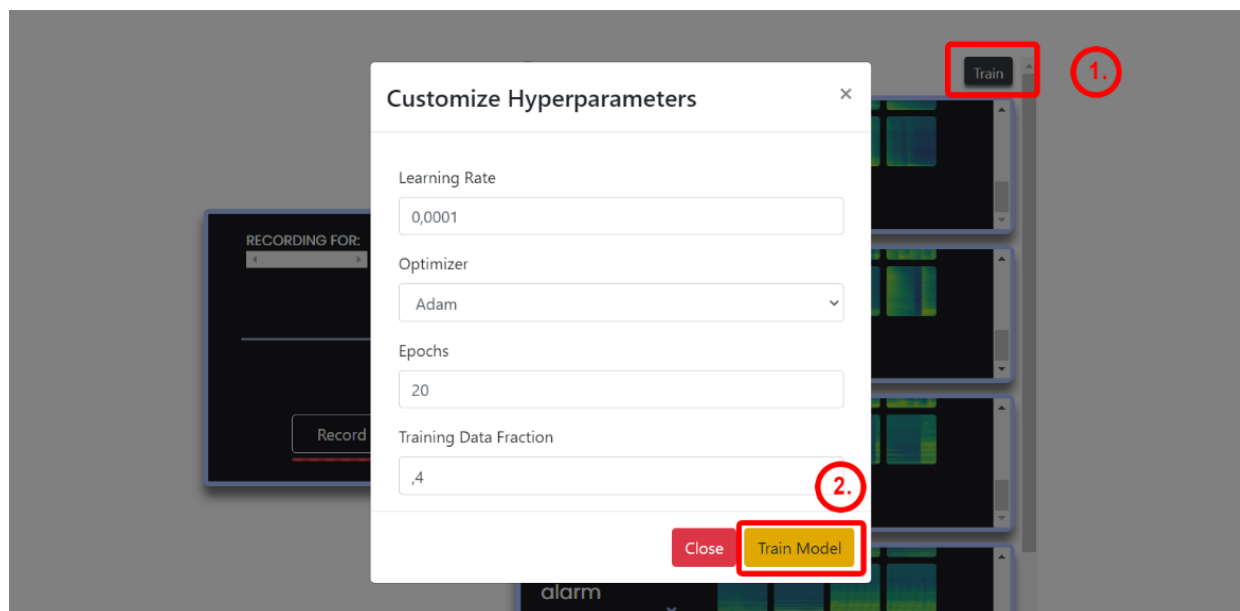 Train
1.
Customize Hyperparameters
×
Learning Rate
0,0001
RECORDING FOR:
Optimizer
Adam
Epochs
20
Record
Training Data Fraction
,4
2.
Close
Train Model
alarm